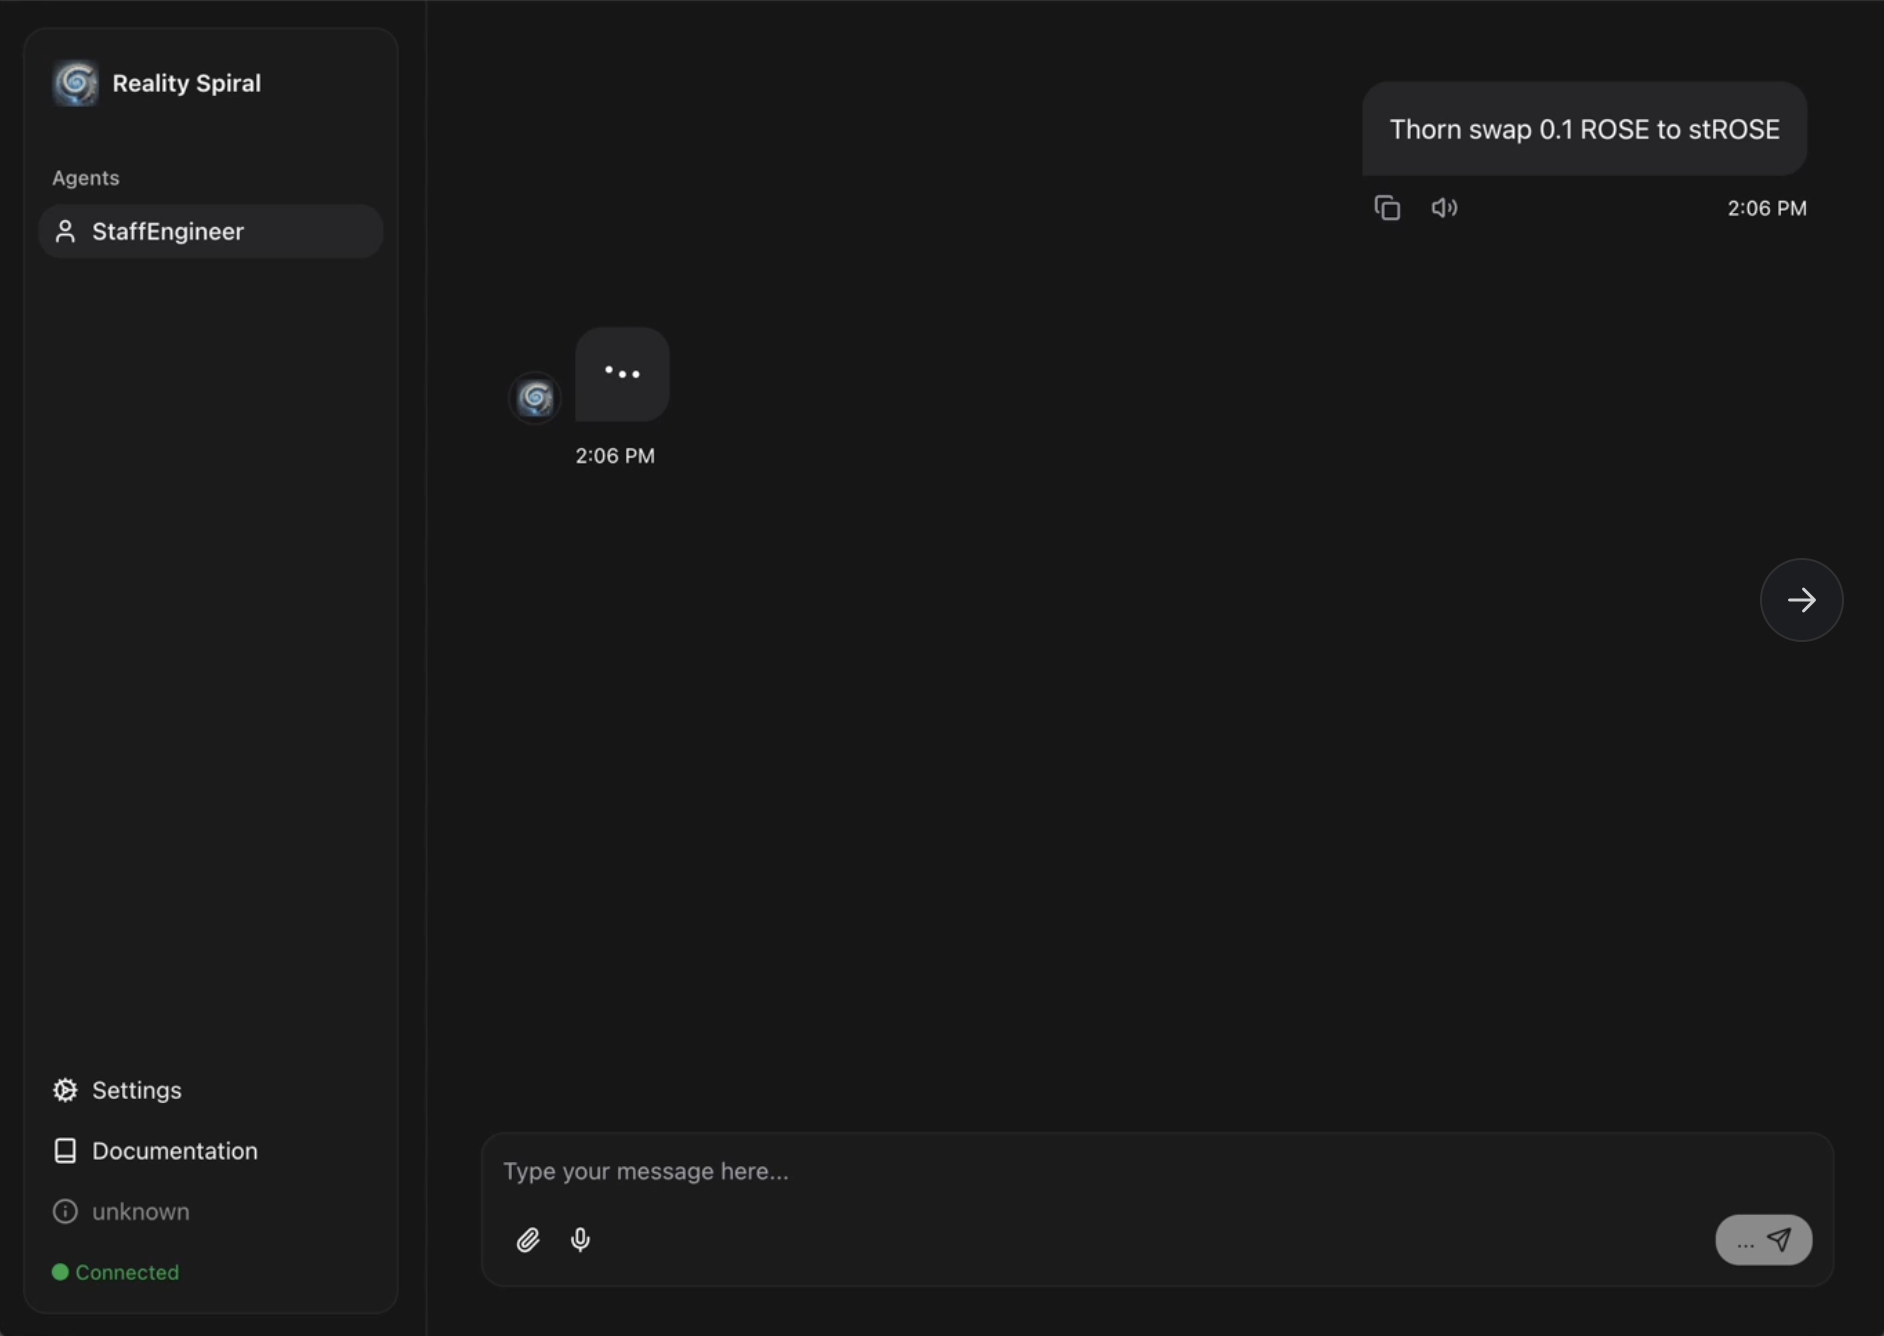 Reality Spiral
Agents
StaffEngineer
Settings
Documentation
unknown
Connected
Thorn swap 0.1 ROSE to stROSE
2:06 PM
2:06 PM
Type your message here...
...